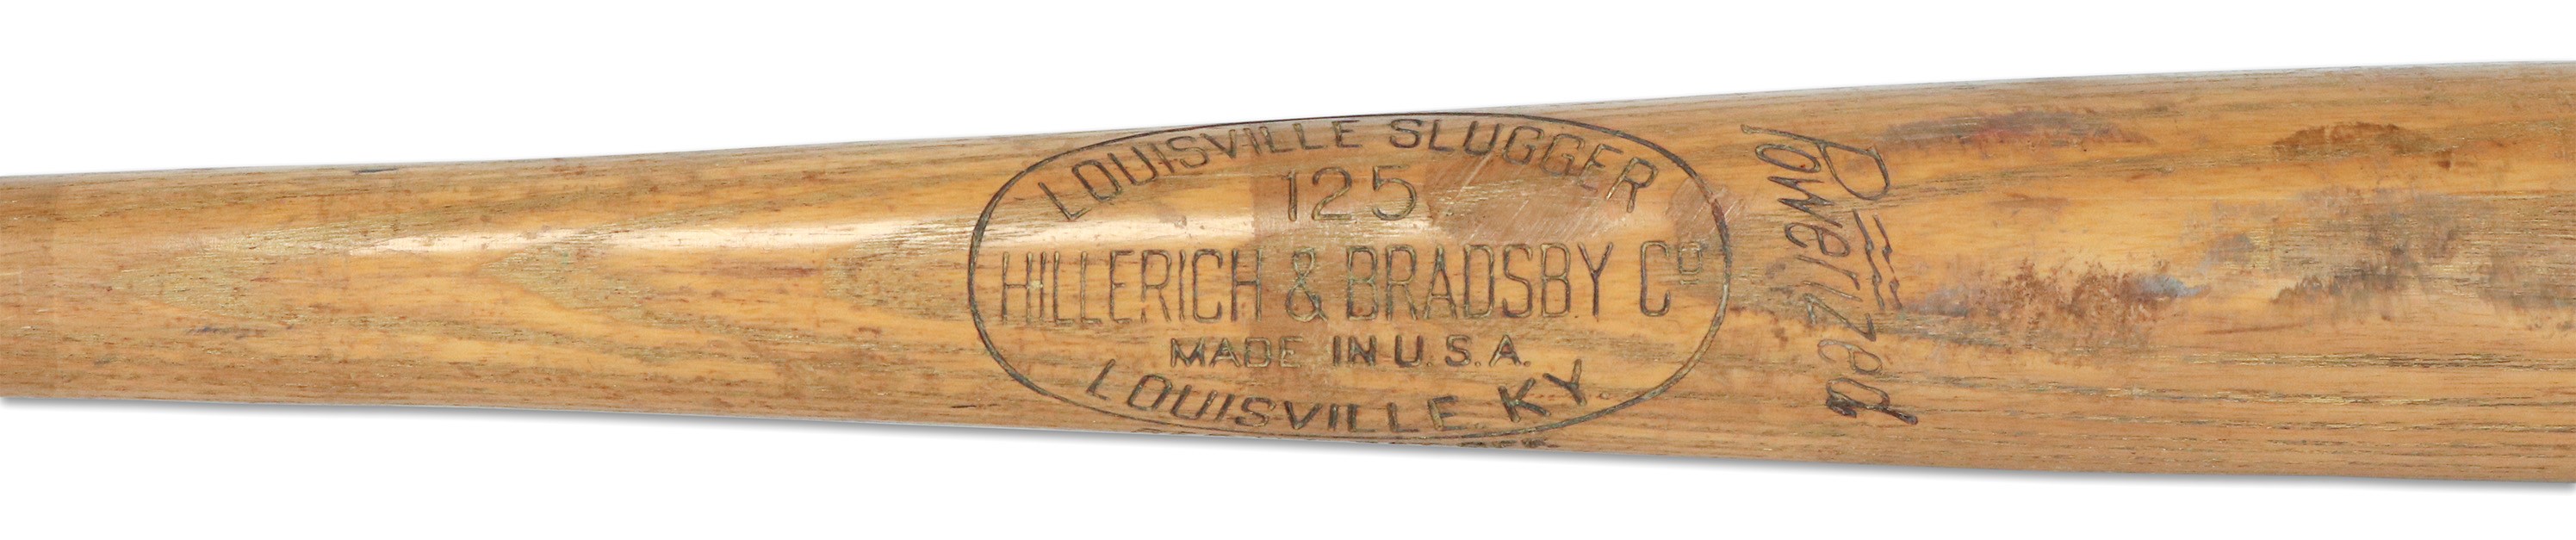 LOUISVILLE SLUGGER
125
HILLERICH & BRADSBY Co
MADE IN U.S.A.
LOUISVILLE. KY.
Powerized